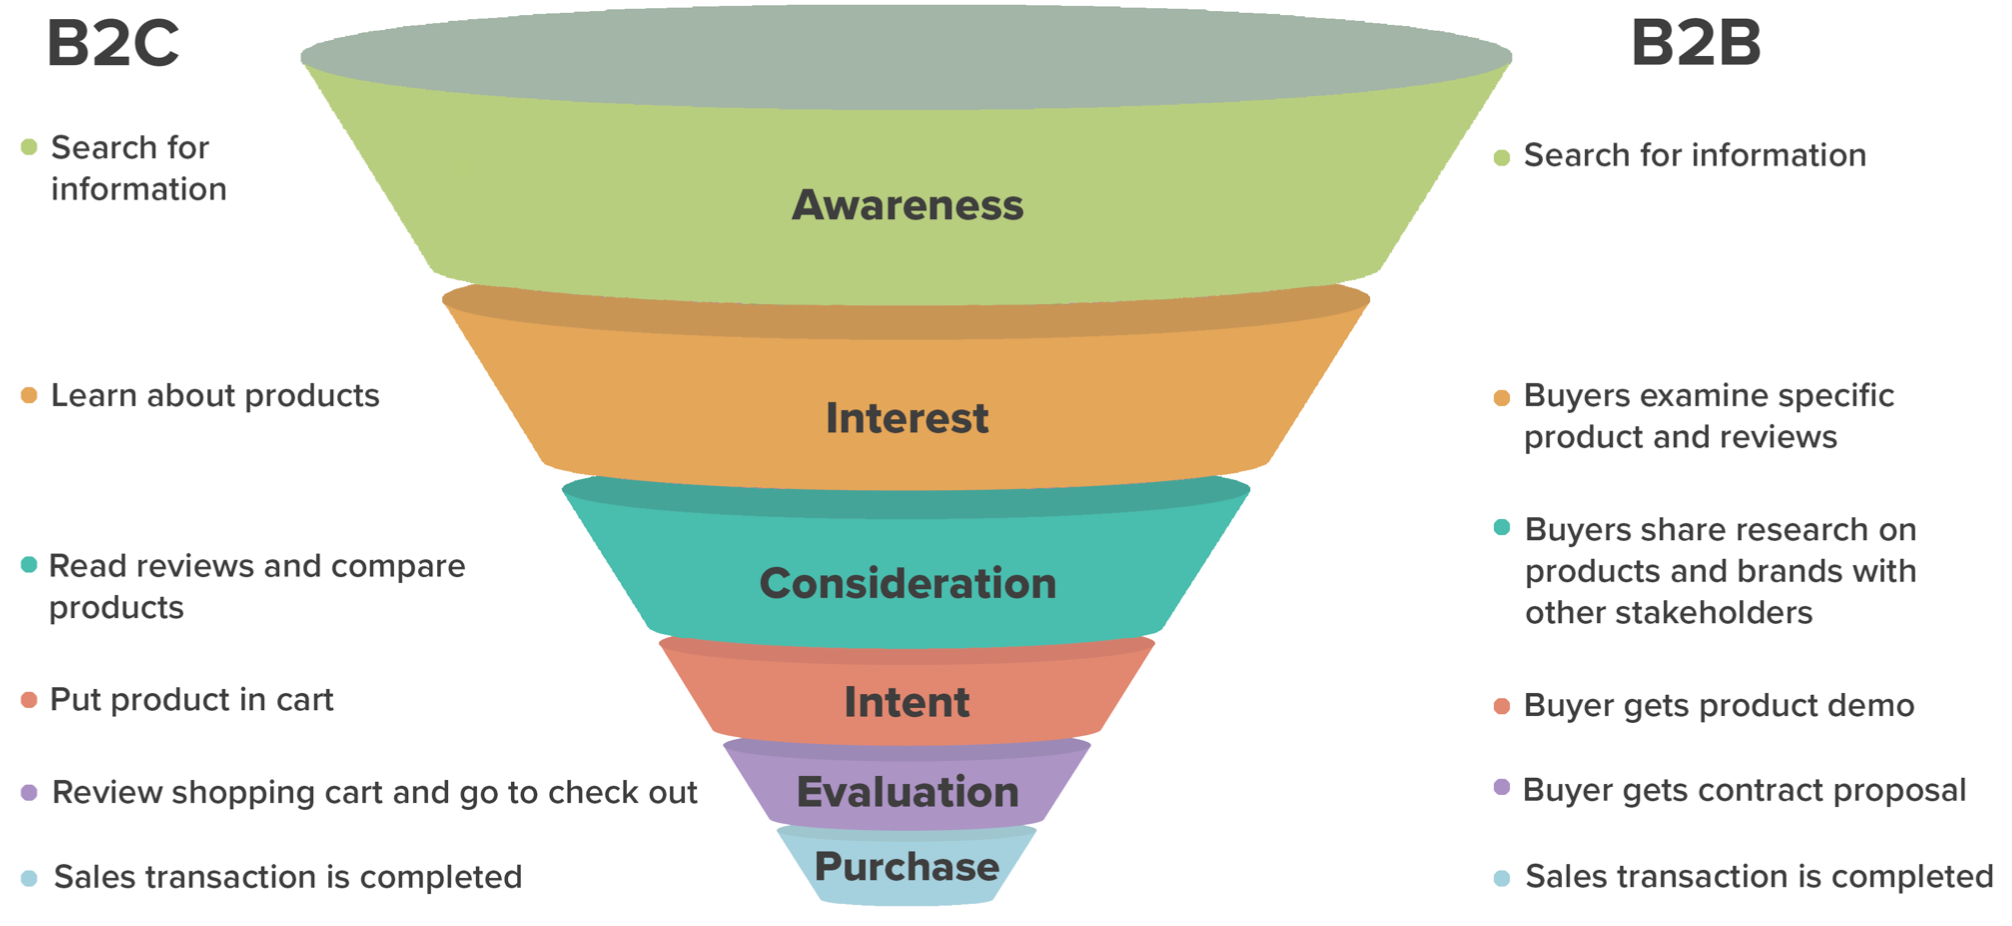 B2C
Search for
information
Learn about products
Read reviews and compare
products
Put product in cart
Review shopping cart and go to check out
Sales transaction is completed
Awareness
Interest
Consideration
Intent
Evaluation
Purchase
B2B
Search for information
Buyers examine specific
product and reviews
Buyers share research on
products and brands with
other stakeholders
Buyer gets product demo
Buyer gets contract proposal
Sales transaction is completed